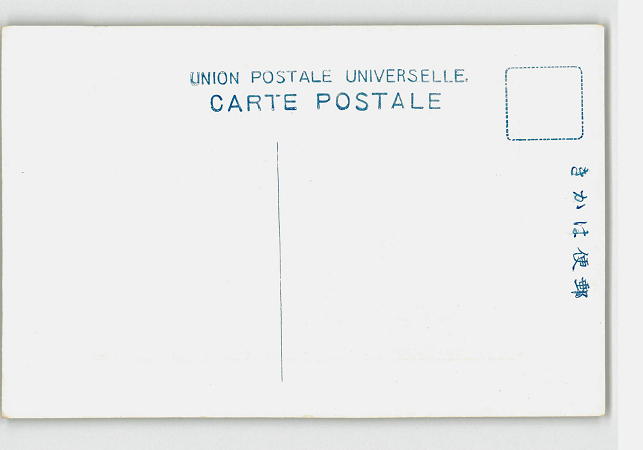 UNION POSTALE UNIVERSELLE.
CARTE POSTALE
郵便はかき